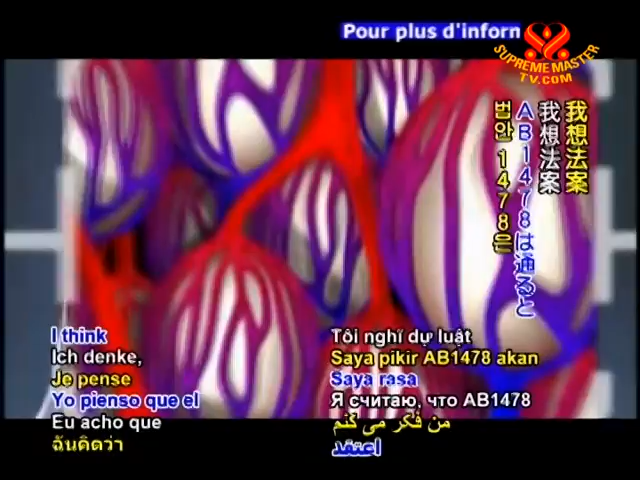 Pour plus d'inforn
SUPREME MASTER
TV.COM
我想法案
我想法案
AB1478は通ると
법안 1478은
I think
Ich denke,
Je pense
Yo pienso que el
Eu acho que
ฉันคิดว่า
Tôi nghĩ dự luật
Saya pikir AB1478 akan
Saya rasa
Я считаю, что AB1478
من فکر می کنم
اعتقد